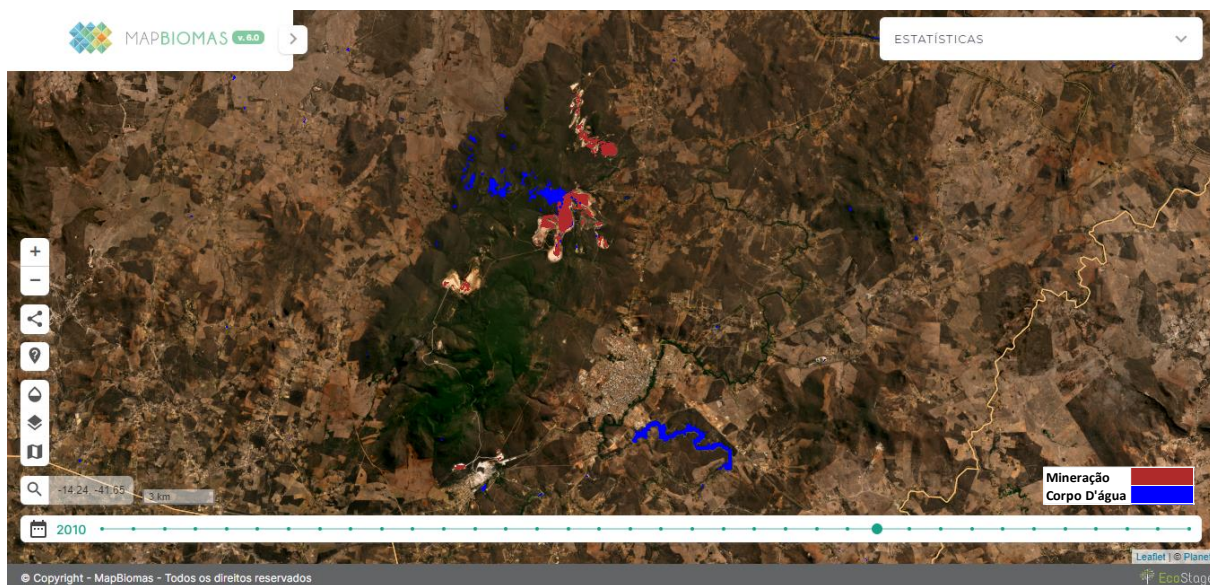 MAPBIOMAS v. 6.0
ESTATÍSTICAS
+
−
-14.24 -41.65
3 km
Mineração
Corpo D'água
2010
Leaflet | © Planet
© Copyright - MapBiomas - Todos os direitos reservados
EcoStage